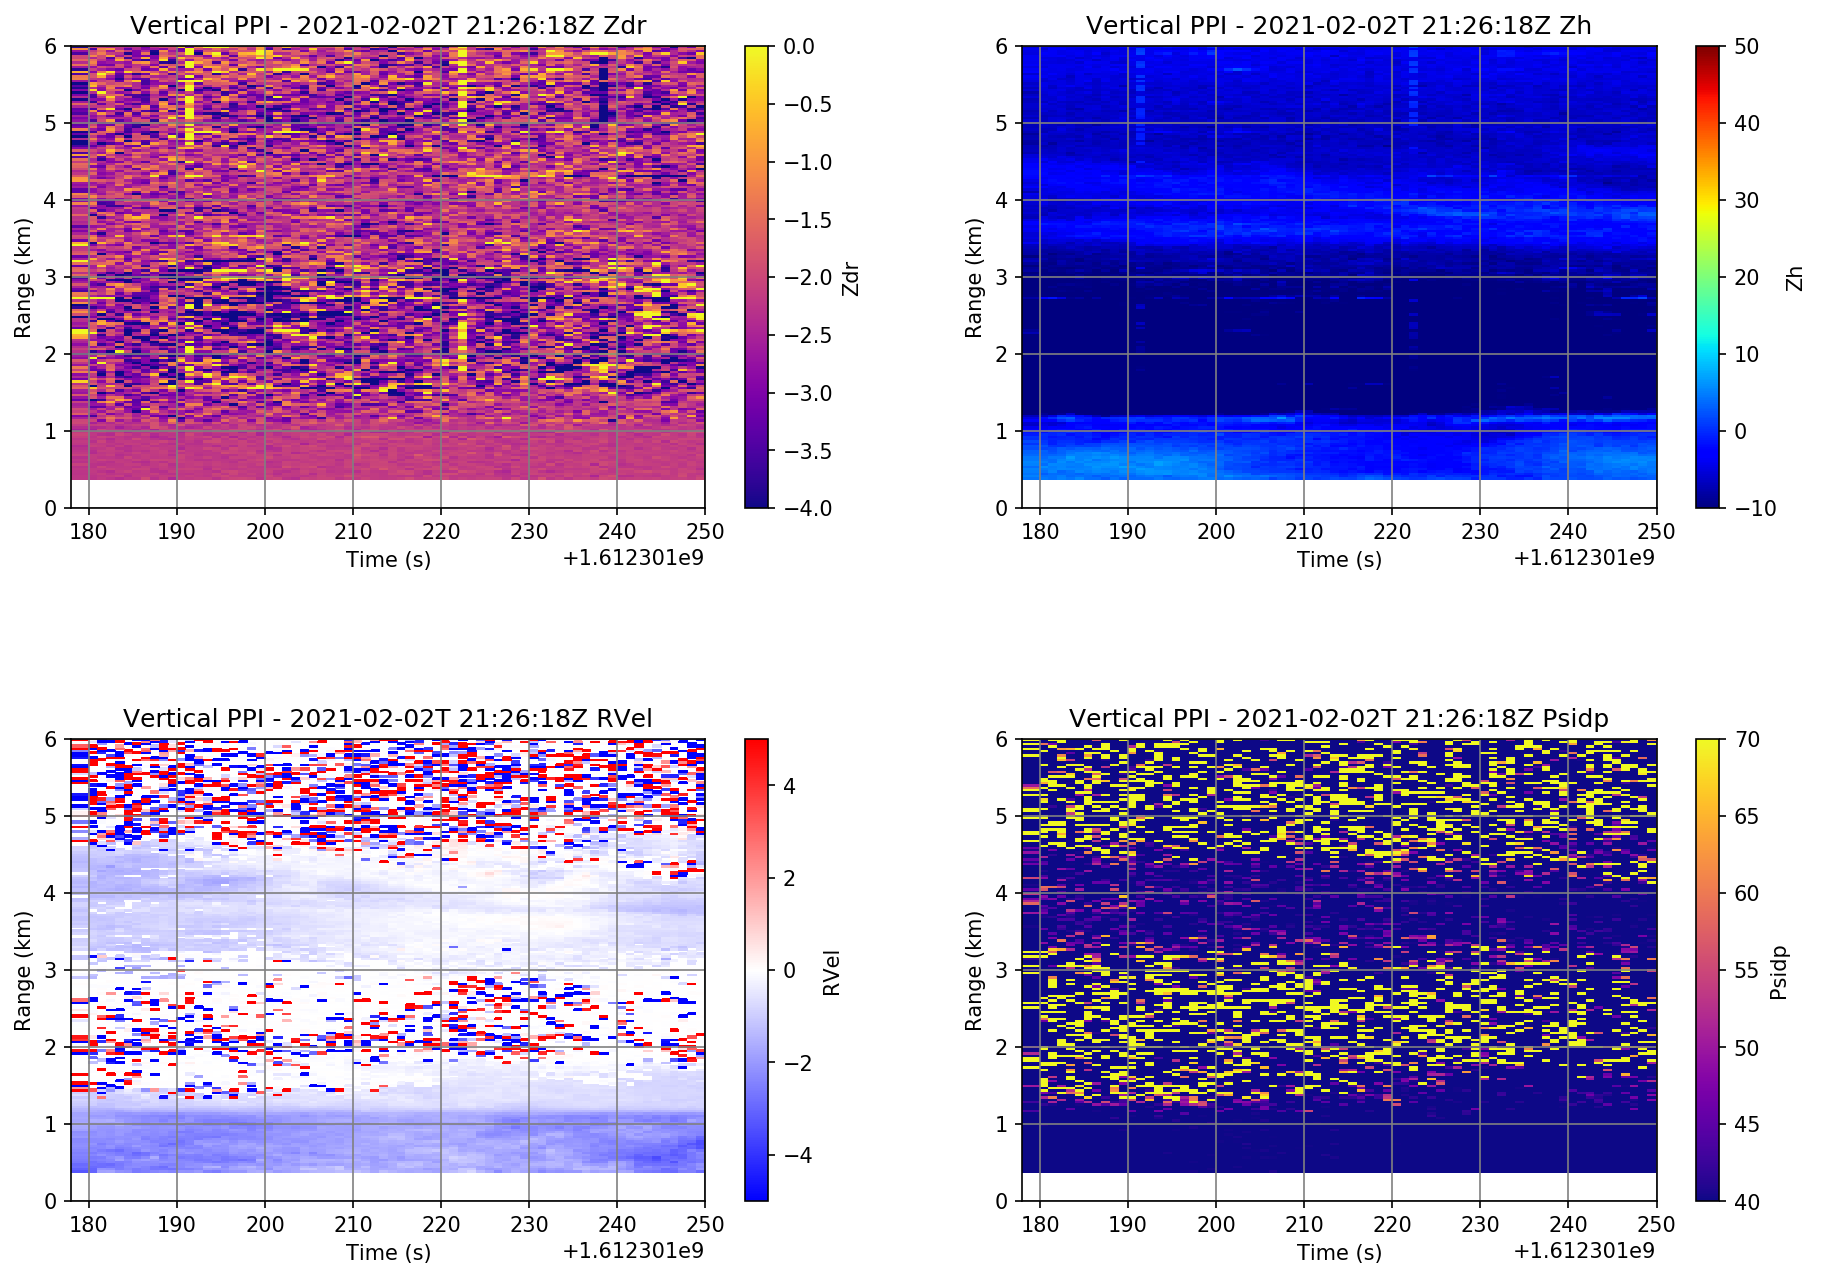 Vertical PPI - 2021-02-02T 21:26:18Z Zdr
6
5
4
3
2
1
0
Range (km)
180 190 200 210 220 230 240 250
Time (s)
+1.612301e9
0.0
−0.5
−1.0
−1.5
−2.0
−2.5
−3.0
−3.5
−4.0
Zdr
Vertical PPI - 2021-02-02T 21:26:18Z Zh
6
5
4
3
2
1
0
Range (km)
180 190 200 210 220 230 240 250
Time (s)
+1.612301e9
50
40
30
20
10
0
−10
Zh
Vertical PPI - 2021-02-02T 21:26:18Z RVel
6
5
4
3
2
1
0
Range (km)
180 190 200 210 220 230 240 250
Time (s)
+1.612301e9
4
2
0
−2
−4
RVel
Vertical PPI - 2021-02-02T 21:26:18Z Psidp
6
5
4
3
2
1
0
Range (km)
180 190 200 210 220 230 240 250
Time (s)
+1.612301e9
70
65
60
55
50
45
40
Psidp